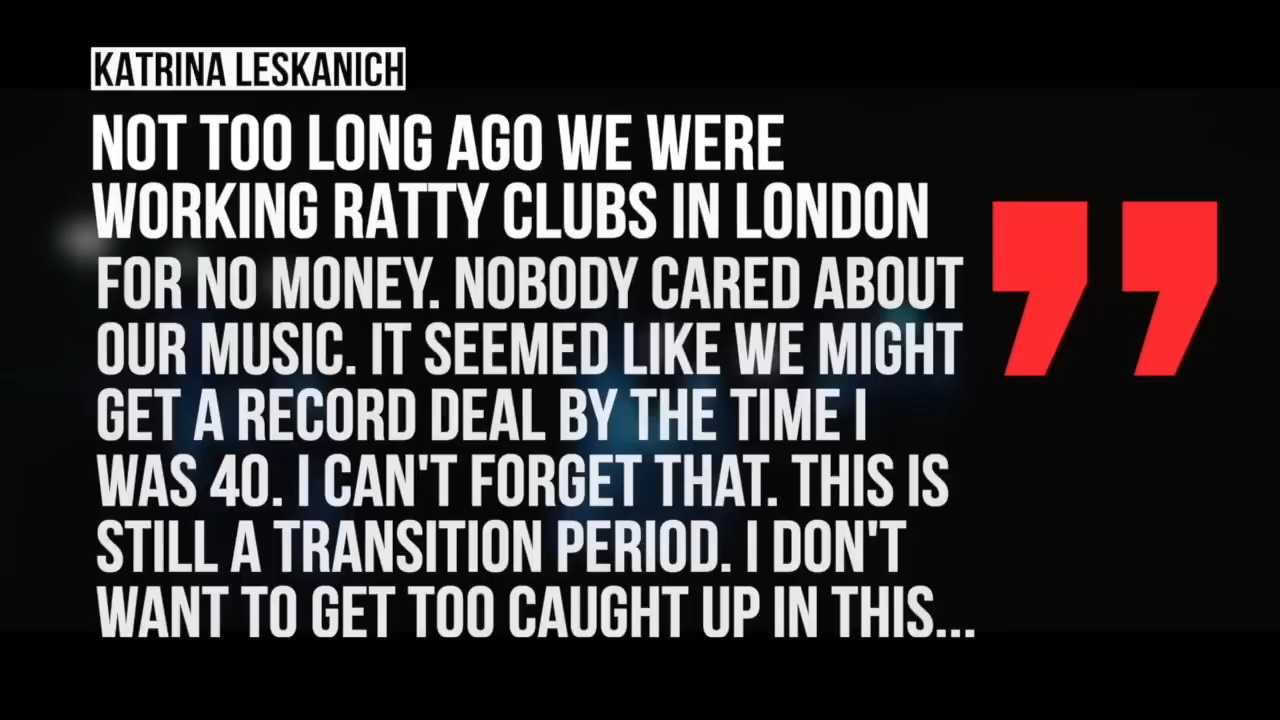 KATRINA LESKANICH
NOT TOO LONG AGO WE WERE
WORKING RATTY CLUBS IN LONDON
FOR NO MONEY. NOBODY CARED ABOUT
OUR MUSIC. IT SEEMED LIKE WE MIGHT
GET A RECORD DEAL BY THE TIME I
WAS 40. I CAN'T FORGET THAT. THIS IS
STILL A TRANSITION PERIOD. I DON'T
WANT TO GET TOO CAUGHT UP IN THIS...
”